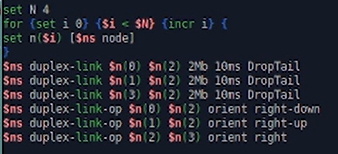 set N 4
for {set i 0} {$i < $N} {incr i} {
set n($i) [$ns node]
}
$ns duplex-link $n(0) $n(2) 2Mb 10ms DropTail
$ns duplex-link $n(1) $n(2) 2Mb 10ms DropTail
$ns duplex-link $n(3) $n(2) 2Mb 10ms DropTail
$ns duplex-link-op $n(0) $n(2) orient right-down
$ns duplex-link-op $n(1) $n(2) orient right-up
$ns duplex-link-op $n(2) $n(3) orient right